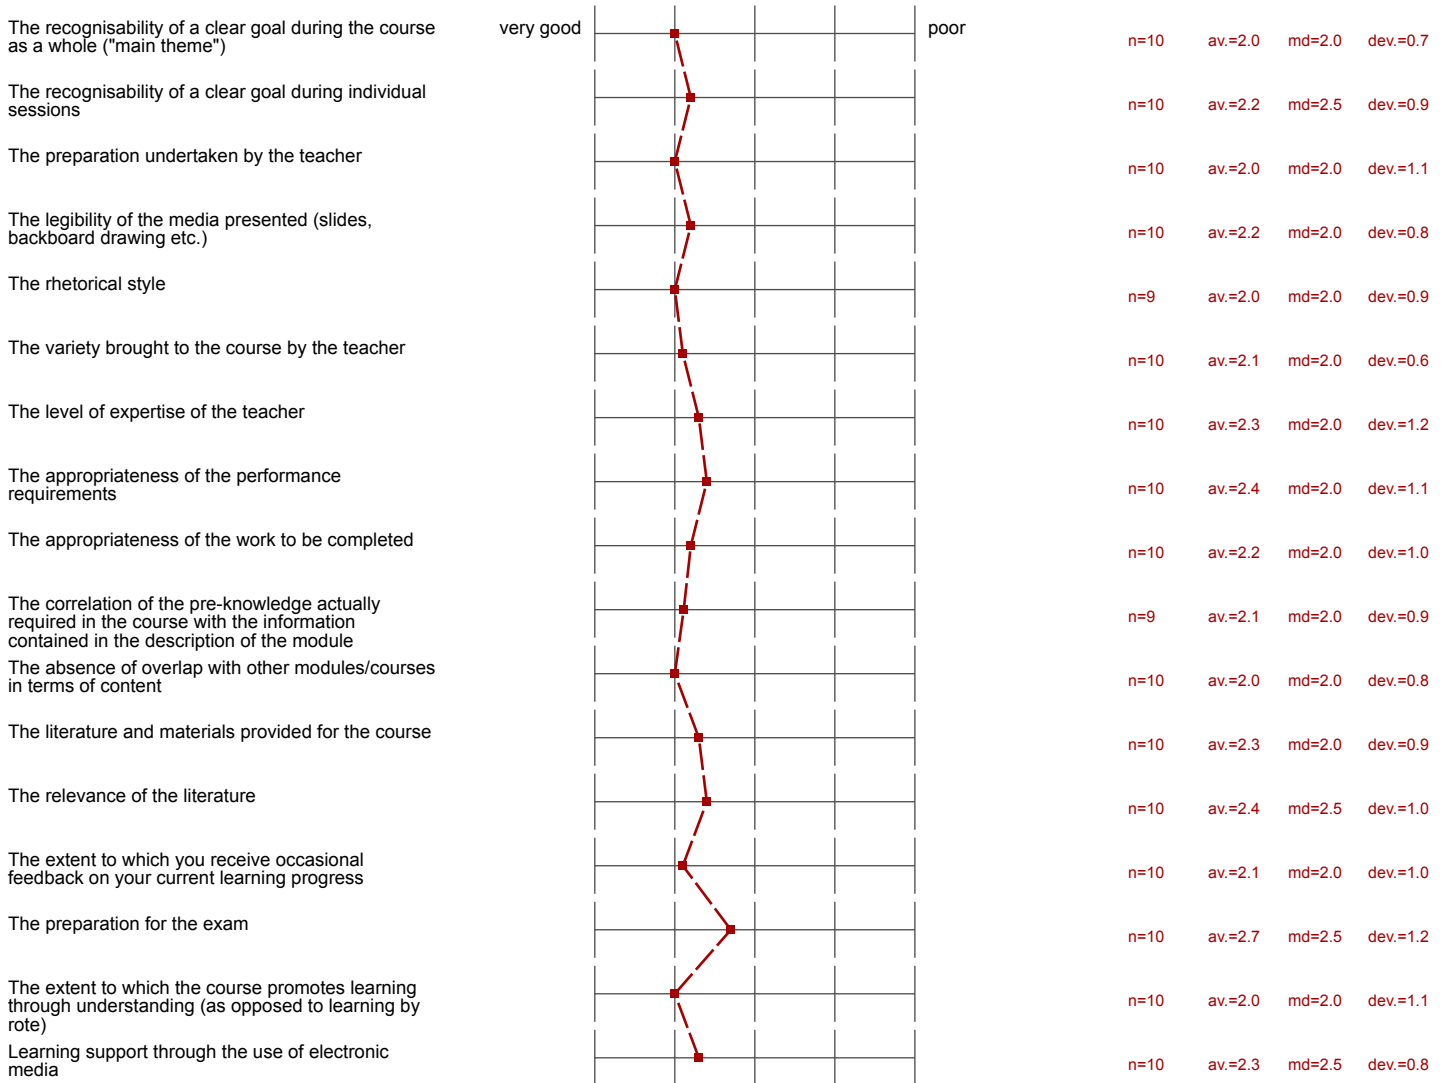 The recognisability of a clear goal during the course
as a whole ("main theme")
very good
poor
n=10 av.=2.0 md=2.0 dev.=0.7
The recognisability of a clear goal during individual
sessions
n=10 av.=2.2 md=2.5 dev.=0.9
The preparation undertaken by the teacher
n=10 av.=2.0 md=2.0 dev.=1.1
The legibility of the media presented (slides,
backboard drawing etc.)
n=10 av.=2.2 md=2.0 dev.=0.8
The rhetorical style
n=9 av.=2.0 md=2.0 dev.=0.9
The variety brought to the course by the teacher
n=10 av.=2.1 md=2.0 dev.=0.6
The level of expertise of the teacher
n=10 av.=2.3 md=2.0 dev.=1.2
The appropriateness of the performance
requirements
n=10 av.=2.4 md=2.0 dev.=1.1
The appropriateness of the work to be completed
n=10 av.=2.2 md=2.0 dev.=1.0
The correlation of the pre-knowledge actually
required in the course with the information
contained in the description of the module
n=9 av.=2.1 md=2.0 dev.=0.9
The absence of overlap with other modules/courses
in terms of content
n=10 av.=2.0 md=2.0 dev.=0.8
The literature and materials provided for the course
n=10 av.=2.3 md=2.0 dev.=0.9
The relevance of the literature
n=10 av.=2.4 md=2.5 dev.=1.0
The extent to which you receive occasional
feedback on your current learning progress
n=10 av.=2.1 md=2.0 dev.=1.0
The preparation for the exam
n=10 av.=2.7 md=2.5 dev.=1.2
The extent to which the course promotes learning
through understanding (as opposed to learning by
rote)
n=10 av.=2.0 md=2.0 dev.=1.1
Learning support through the use of electronic
media
n=10 av.=2.3 md=2.5 dev.=0.8